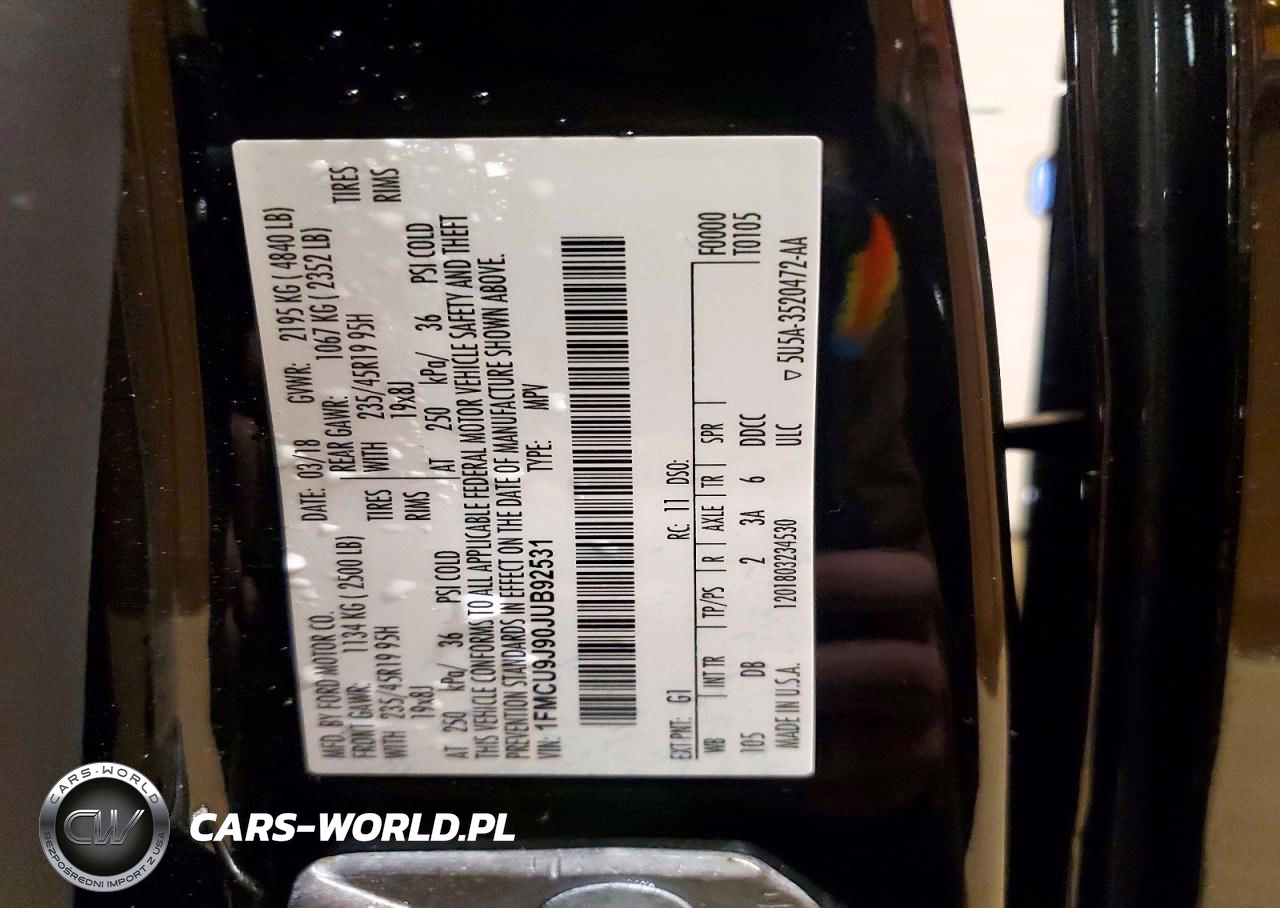 MFD. BY FORD MOTOR CO.
DATE: 03/18 GVWR: 2195 KG ( 4840 LB)
FRONT GAWR: 1134 KG ( 2500 LB)
REAR GAWR: 1067 KG ( 2352 LB)
WITH 235/45R19 95H TIRES
WITH 235/45R19 95H TIRES
19x8J RIMS
19x8J RIMS
AT 250 kPa/ 36 PSI COLD
AT 250 kPa/ 36 PSI COLD
THIS VEHICLE CONFORMS TO ALL APPLICABLE FEDERAL MOTOR VEHICLE SAFETY AND THEFT
PREVENTION STANDARDS IN EFFECT ON THE DATE OF MANUFACTURE SHOWN ABOVE.
VIN: 1FMCU9J90JUB92531 TYPE: MPV
EXT PNT: G1 RC: 11 DSO:
WB | INT TR | TP/PS | R | AXLE | TR | SPR | F0000
105 DB 2 3A 6 DDCC T0105
MADE IN U.S.A. 1201803234530 ULC ▽ 5U5A-3520472-AA
CARS-WORLD
CW
BEZPOŚREDNI IMPORT Z USA
CARS-WORLD.PL